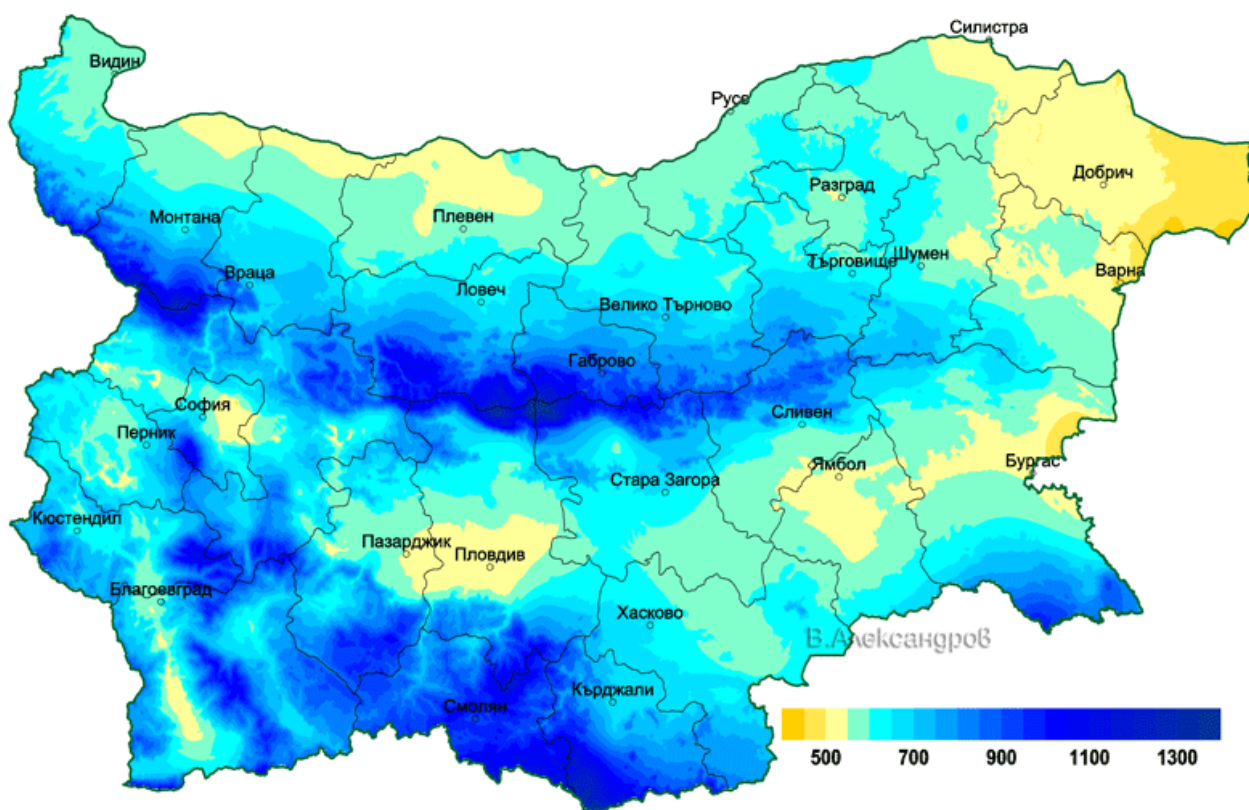 Силистра
Видин
Русе
Добрич
Разград
Монтана
Плевен
Шумен
Търговище
Варна
Враца
Ловеч
Велико Търново
Габрово
София
Сливен
Перник
Ямбол
Бургас
Стара Загора
Кюстендил
Пазарджик
Пловдив
Благоевград
Хасково
В.Александров
Кърджали
Смолян
500 700 900 1100 1300